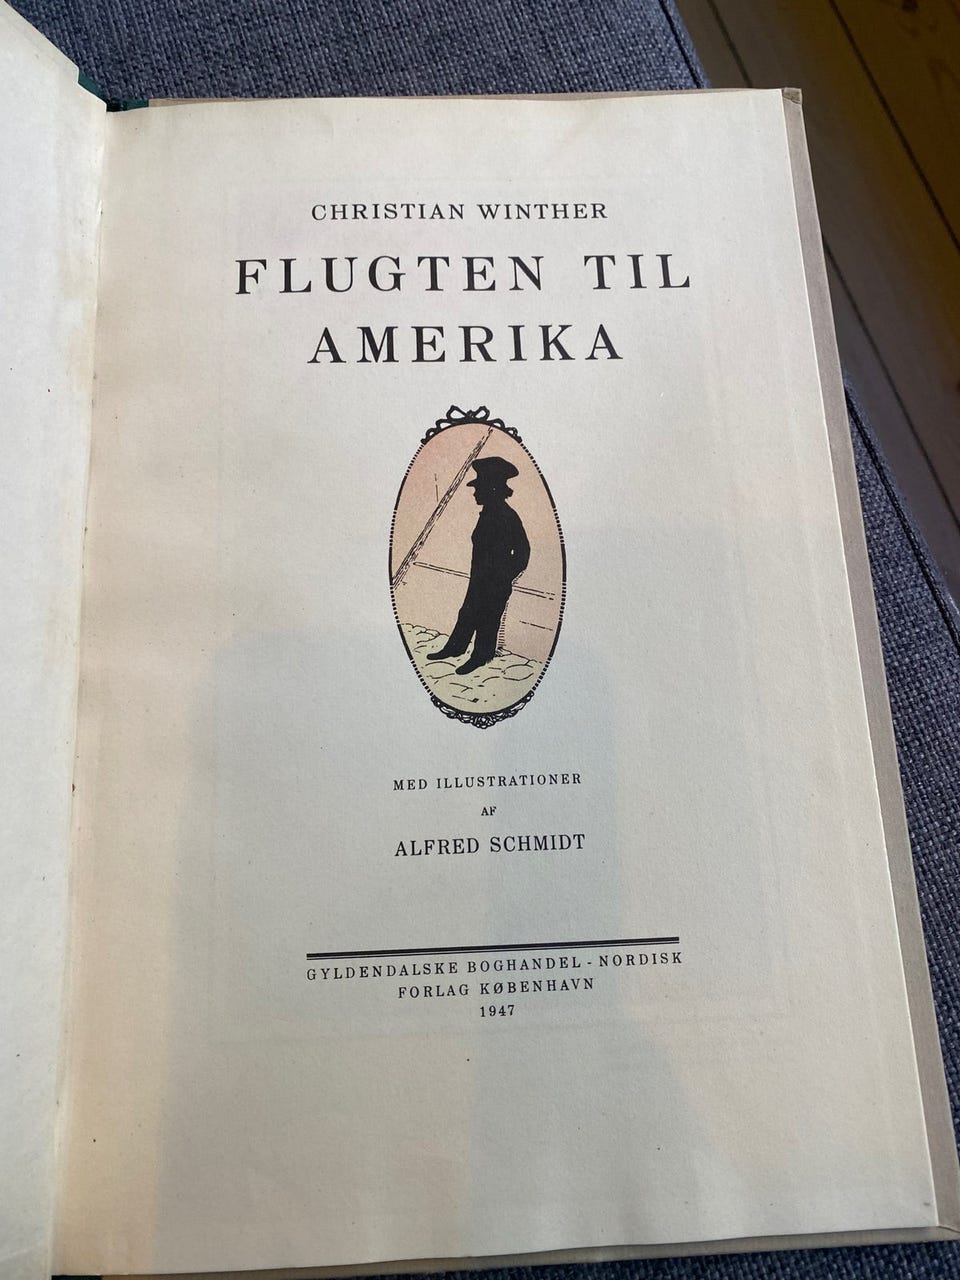 CHRISTIAN WINTHER
FLUGTEN TIL
AMERIKA
MED ILLUSTRATIONER
AF
ALFRED SCHMIDT
GYLDENDALSKE BOGHANDEL - NORDISK
FORLAG KØBENHAVN
1947